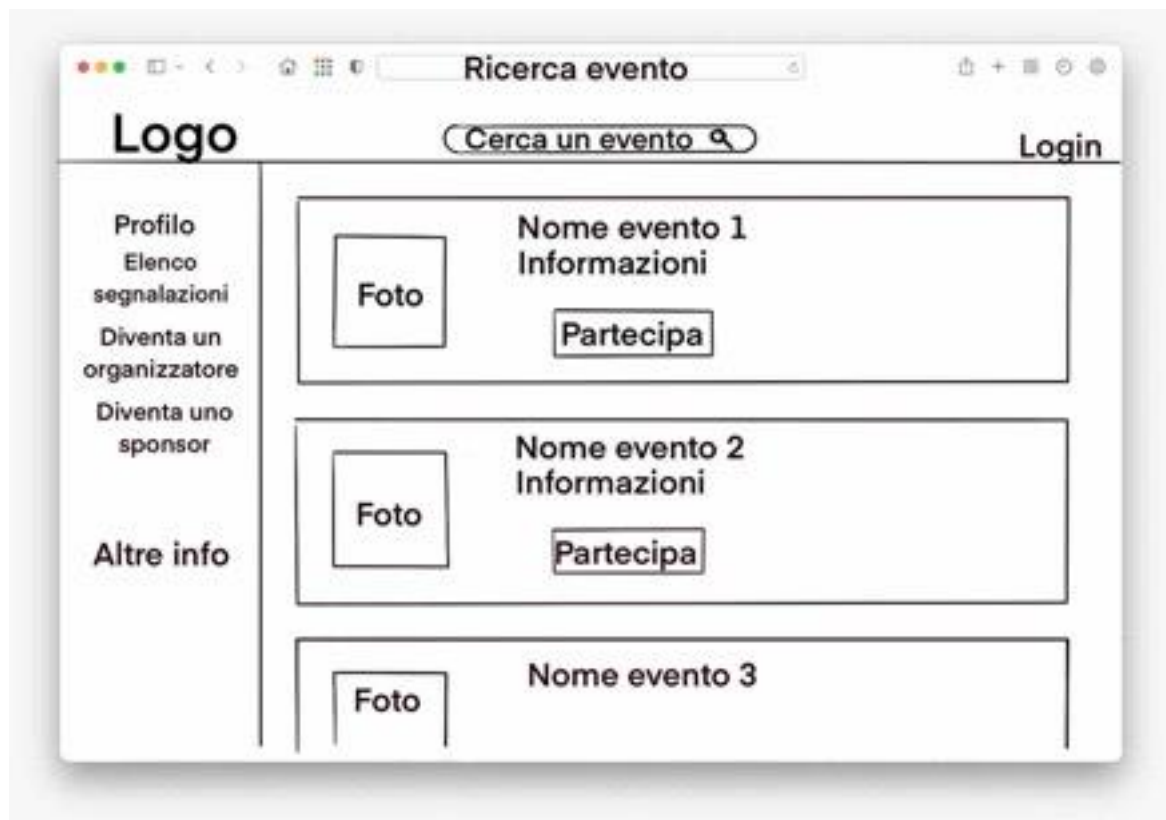 Ricerca evento
Logo
Cerca un evento
Login
Profilo
Elenco
segnalazioni
Diventa un
organizzatore
Diventa uno
sponsor
Altre info
Foto
Nome evento 1
Informazioni
Partecipa
Foto
Nome evento 2
Informazioni
Partecipa
Foto
Nome evento 3